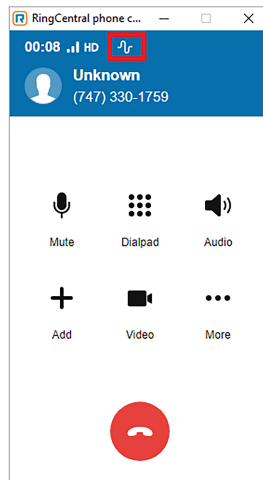 RingCentral phone c...
00:08 HD
Unknown
(747) 330-1759
Mute Dialpad Audio
Add Video More